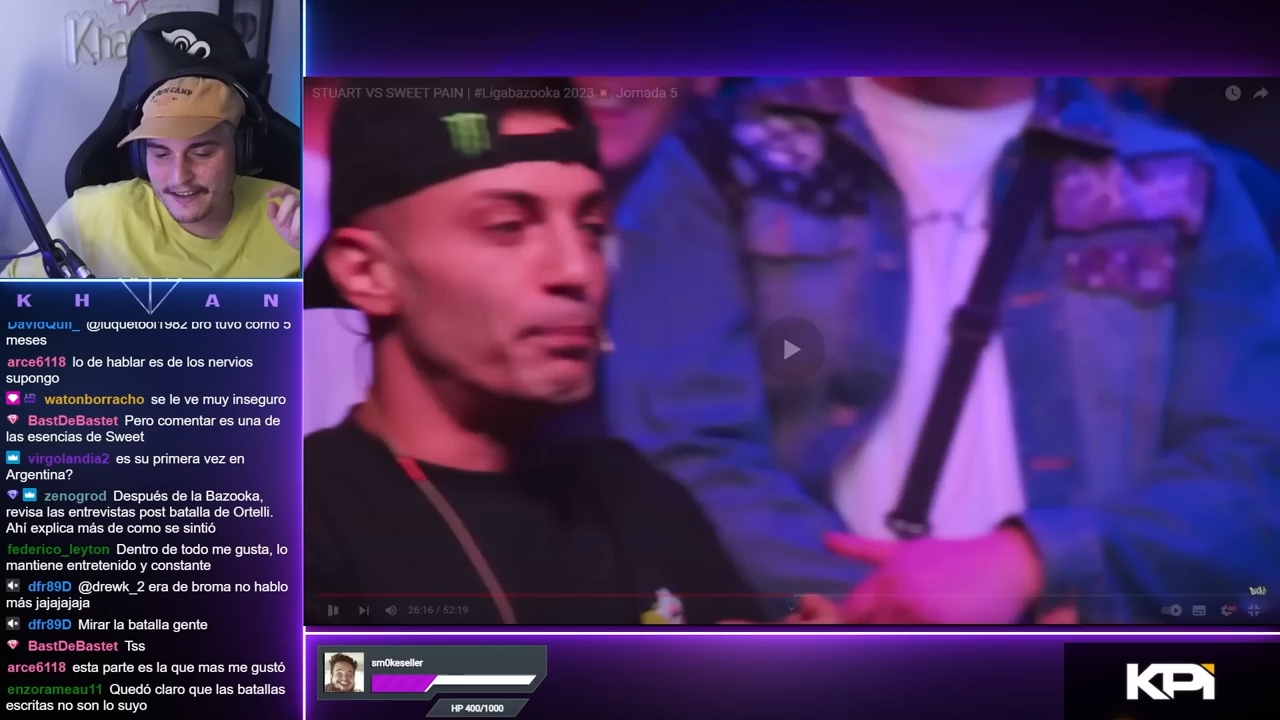 Kha
STUART VS SWEET PAIN | #Ligabazooka 2023 Jornada 5
26:16 / 52:19
K H A N
DavidQuil_ @luquetool1982 bro tuvo como 5
meses
arce6118 lo de hablar es de los nervios
supongo
watonborracho se le ve muy inseguro
BastDeBastet Pero comentar es una de
las esencias de Sweet
virgolandia2 es su primera vez en
Argentina?
zenogrod Después de la Bazooka,
revisa las entrevistas post batalla de Ortelli.
Ahí explica más de como se sintió
federico_leyton Dentro de todo me gusta, lo
mantiene entretenido y constante
dfr89D @drewk_2 era de broma no hablo
más jajajajaja
dfr89D Mirar la batalla gente
BastDeBastet Tss
arce6118 esta parte es la que mas me gustó
enzorameau11 Quedó claro que las batallas
escritas no son lo suyo
sm0keseller
HP 400/1000
KPi